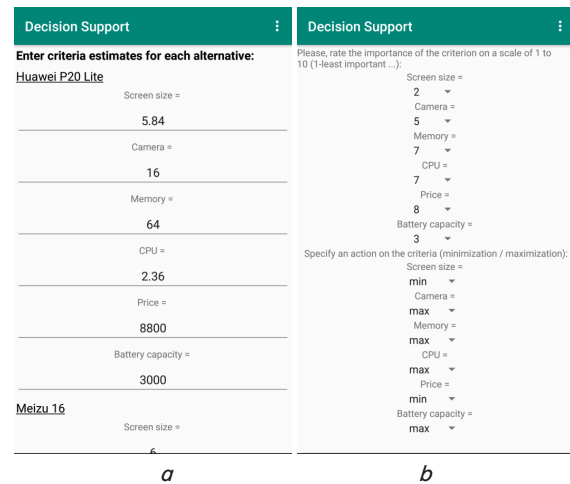 Decision Support
Enter criteria estimates for each alternative:
Huawei P20 Lite
Screen size =
5.84
Camera =
16
Memory =
64
CPU =
2.36
Price =
8800
Battery capacity =
3000
Meizu 16
Screen size =
6
a
Decision Support
Please, rate the importance of the criterion on a scale of 1 to
10 (1-least important ...):
Screen size =
2
Camera =
5
Memory =
7
CPU =
7
Price =
8
Battery capacity =
3
Specify an action on the criteria (minimization / maximization):
Screen size =
min
Camera =
max
Memory =
max
CPU =
max
Price =
min
Battery capacity =
max
b